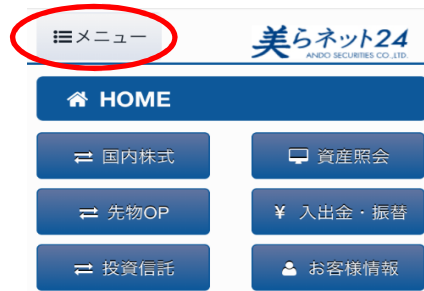 メニュー
美らネット24
ANDO SECURITIES CO.,LTD.
HOME
国内株式
資産照会
先物OP
¥ 入出金・振替
投資信託
お客様情報